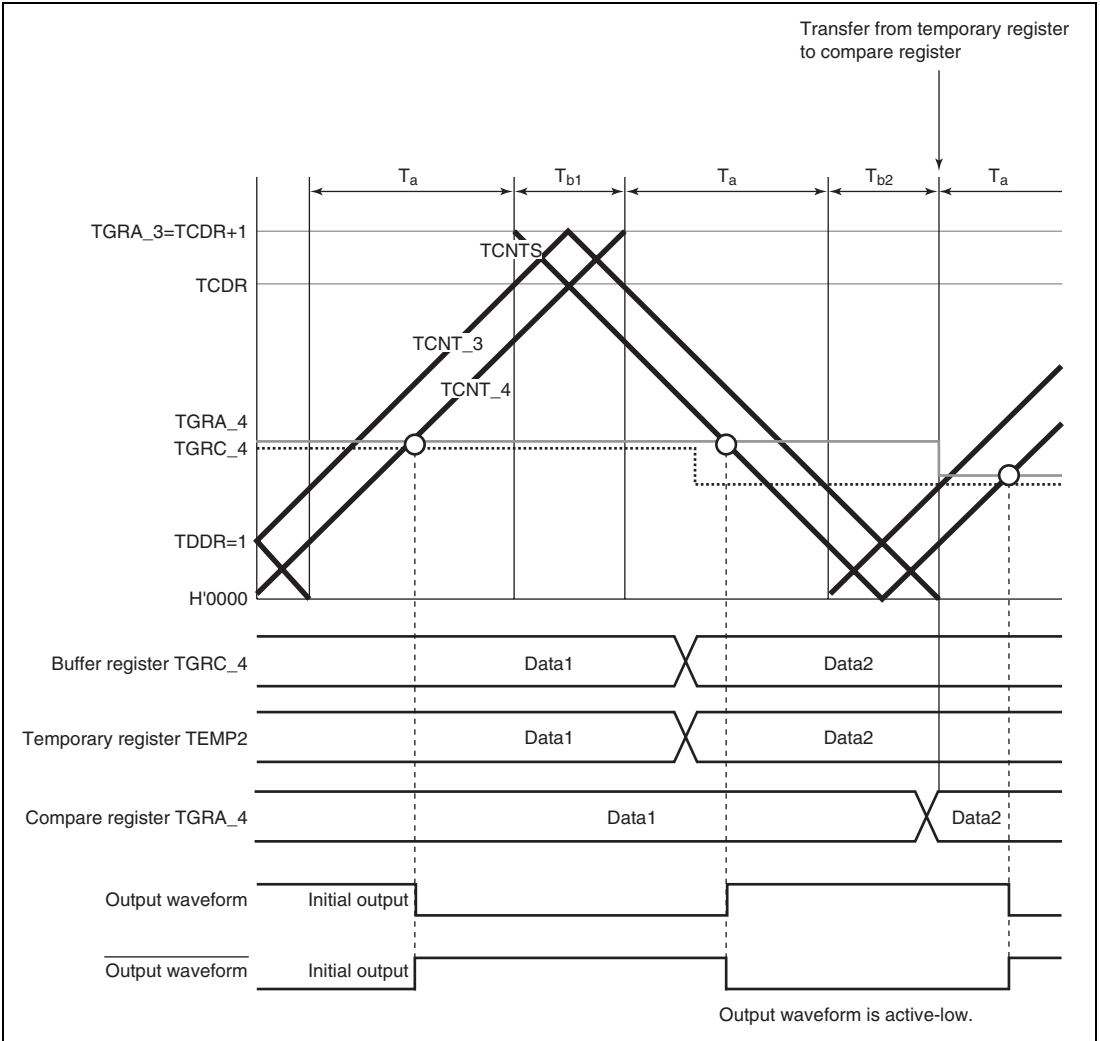 Transfer from temporary register
to compare register
Ta Tb1 Ta Tb2 Ta
TGRA_3=TCDR+1
TCNTS
TCDR
TCNT_3
TCNT_4
TGRA_4
TGRC_4
TDDR=1
H'0000
Buffer register TGRC_4 Data1 Data2
Temporary register TEMP2 Data1 Data2
Compare register TGRA_4 Data1 Data2
Output waveform Initial output
Output waveform Initial output
Output waveform is active-low.